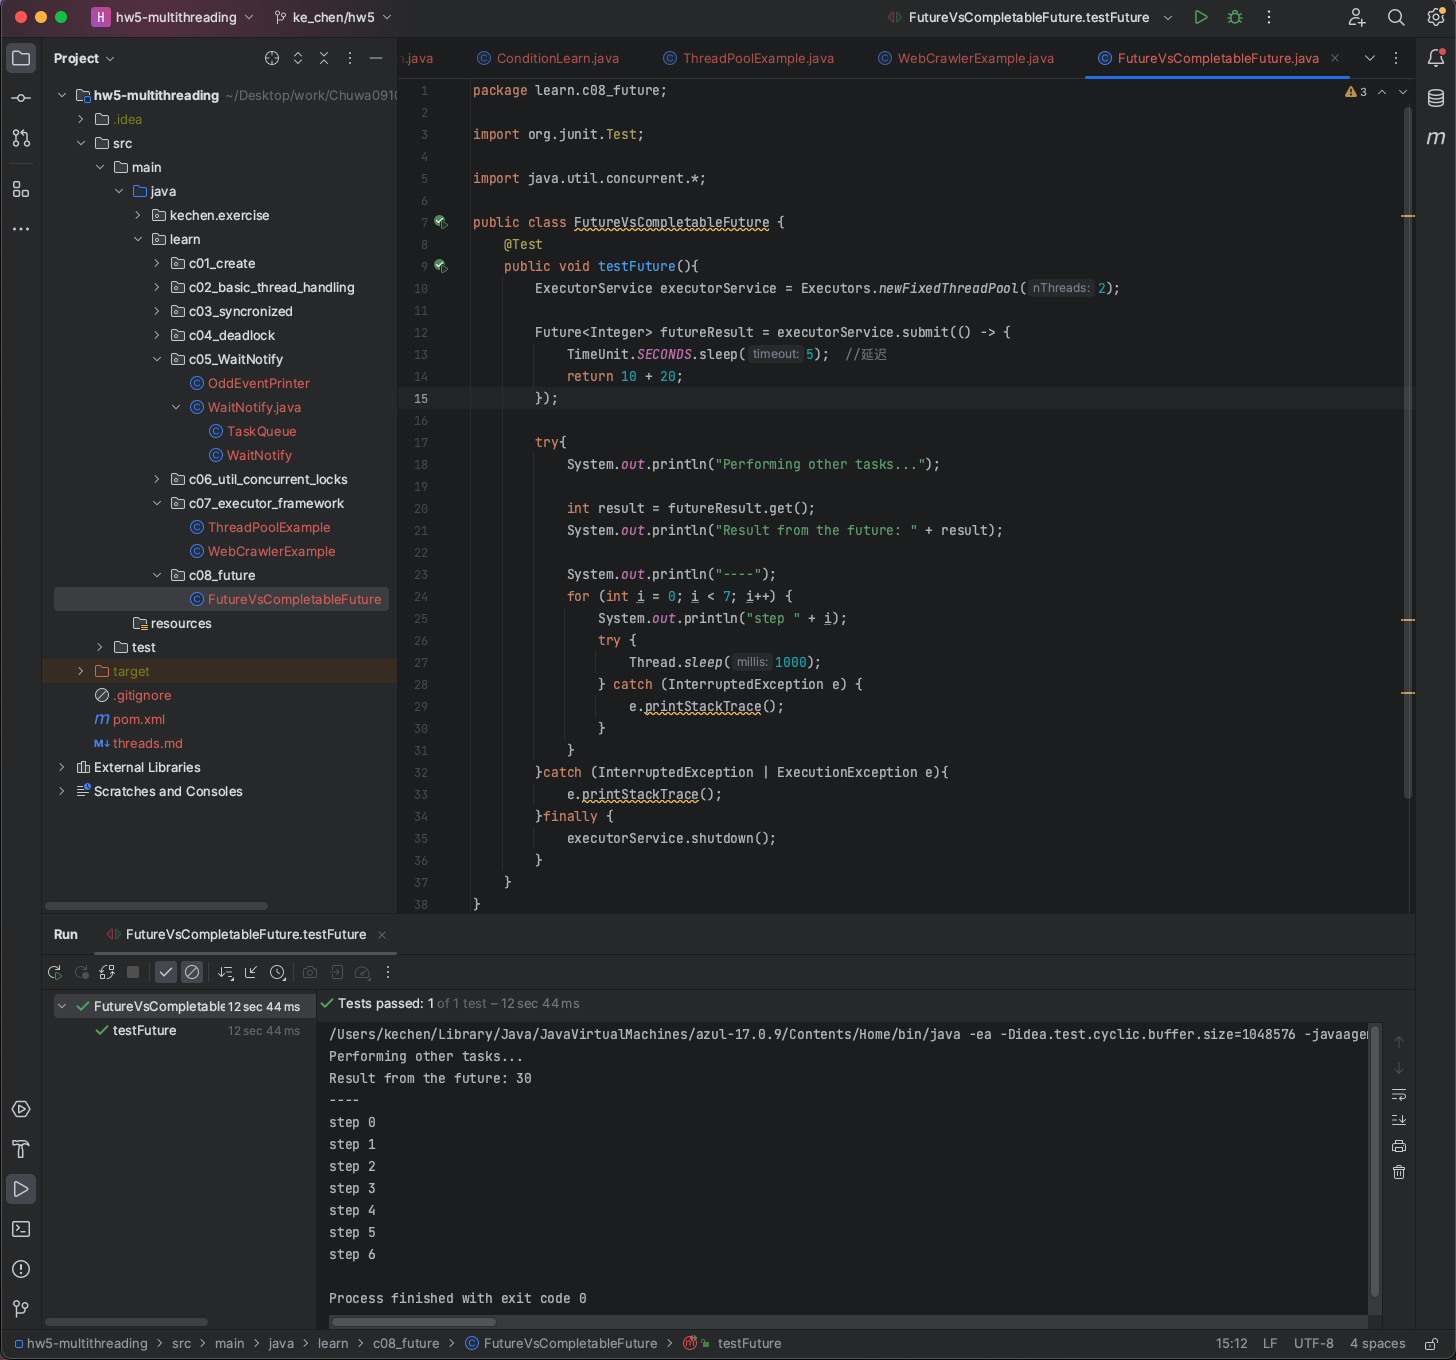 hw5-multithreading
ke_chen/hw5
FutureVsCompletableFuture.testFuture
Project
.java
ConditionLearn.java
ThreadPoolExample.java
WebCrawlerExample.java
FutureVsCompletableFuture.java
hw5-multithreading ~/Desktop/work/Chuwa091
.idea
src
main
java
kechen.exercise
learn
c01_create
c02_basic_thread_handling
c03_syncronized
c04_deadlock
c05_WaitNotify
OddEventPrinter
WaitNotify.java
TaskQueue
WaitNotify
c06_util_concurrent_locks
c07_executor_framework
ThreadPoolExample
WebCrawlerExample
c08_future
FutureVsCompletableFuture
resources
test
target
.gitignore
pom.xml
threads.md
External Libraries
Scratches and Consoles
3
1 package learn.c08_future;
2
3 import org.junit.Test;
4
5 import java.util.concurrent.*;
6
7 public class FutureVsCompletableFuture {
8 @Test
9 public void testFuture(){
10 ExecutorService executorService = Executors.newFixedThreadPool( nThreads: 2);
11
12 Future<Integer> futureResult = executorService.submit(() -> {
13 TimeUnit.SECONDS.sleep( timeout: 5); //延迟
14 return 10 + 20;
15 });
16
17 try{
18 System.out.println("Performing other tasks...");
19
20 int result = futureResult.get();
21 System.out.println("Result from the future: " + result);
22
23 System.out.println("----");
24 for (int i = 0; i < 7; i++) {
25 System.out.println("step " + i);
26 try {
27 Thread.sleep( millis: 1000);
28 } catch (InterruptedException e) {
29 e.printStackTrace();
30 }
31 }
32 }catch (InterruptedException | ExecutionException e){
33 e.printStackTrace();
34 }finally {
35 executorService.shutdown();
36 }
37 }
38 }
Run
FutureVsCompletableFuture.testFuture
FutureVsCompletable 12 sec 44 ms
testFuture 12 sec 44 ms
Tests passed: 1 of 1 test – 12 sec 44 ms
/Users/kechen/Library/Java/JavaVirtualMachines/azul-17.0.9/Contents/Home/bin/java -ea -Didea.test.cyclic.buffer.size=1048576 -javaage
Performing other tasks...
Result from the future: 30
----
step 0
step 1
step 2
step 3
step 4
step 5
step 6
Process finished with exit code 0
hw5-multithreading > src > main > java > learn > c08_future > FutureVsCompletableFuture > testFuture
15:12 LF UTF-8 4 spaces